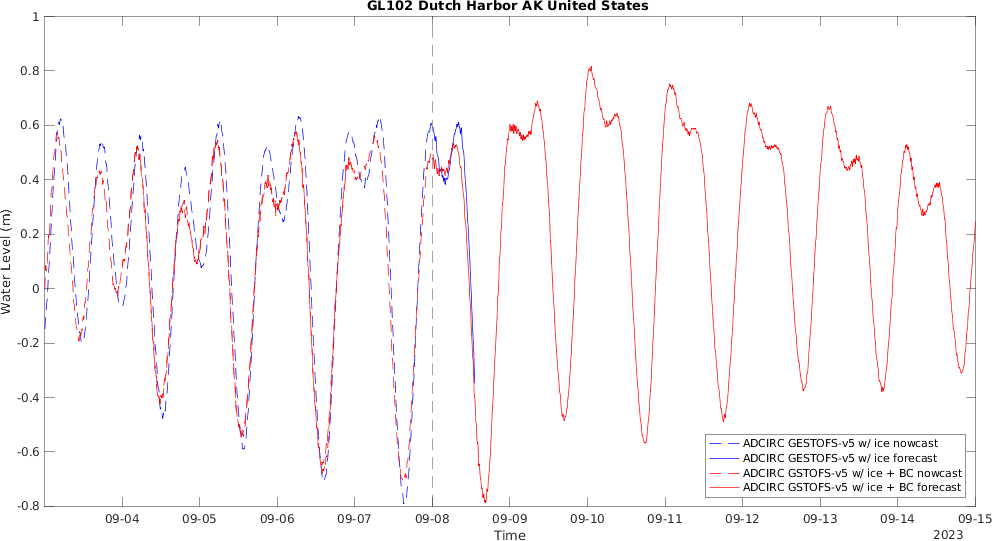 GL102 Dutch Harbor AK United States
1
0.8
0.6
0.4
0.2
0
-0.2
-0.4
-0.6
-0.8
Water Level (m)
ADCIRC GESTOFS-v5 w/ ice nowcast
ADCIRC GESTOFS-v5 w/ ice forecast
ADCIRC GSTOFS-v5 w/ ice + BC nowcast
ADCIRC GSTOFS-v5 w/ ice + BC forecast
09-04 09-05 09-06 09-07 09-08 09-09 09-10 09-11 09-12 09-13 09-14 09-15
Time
2023